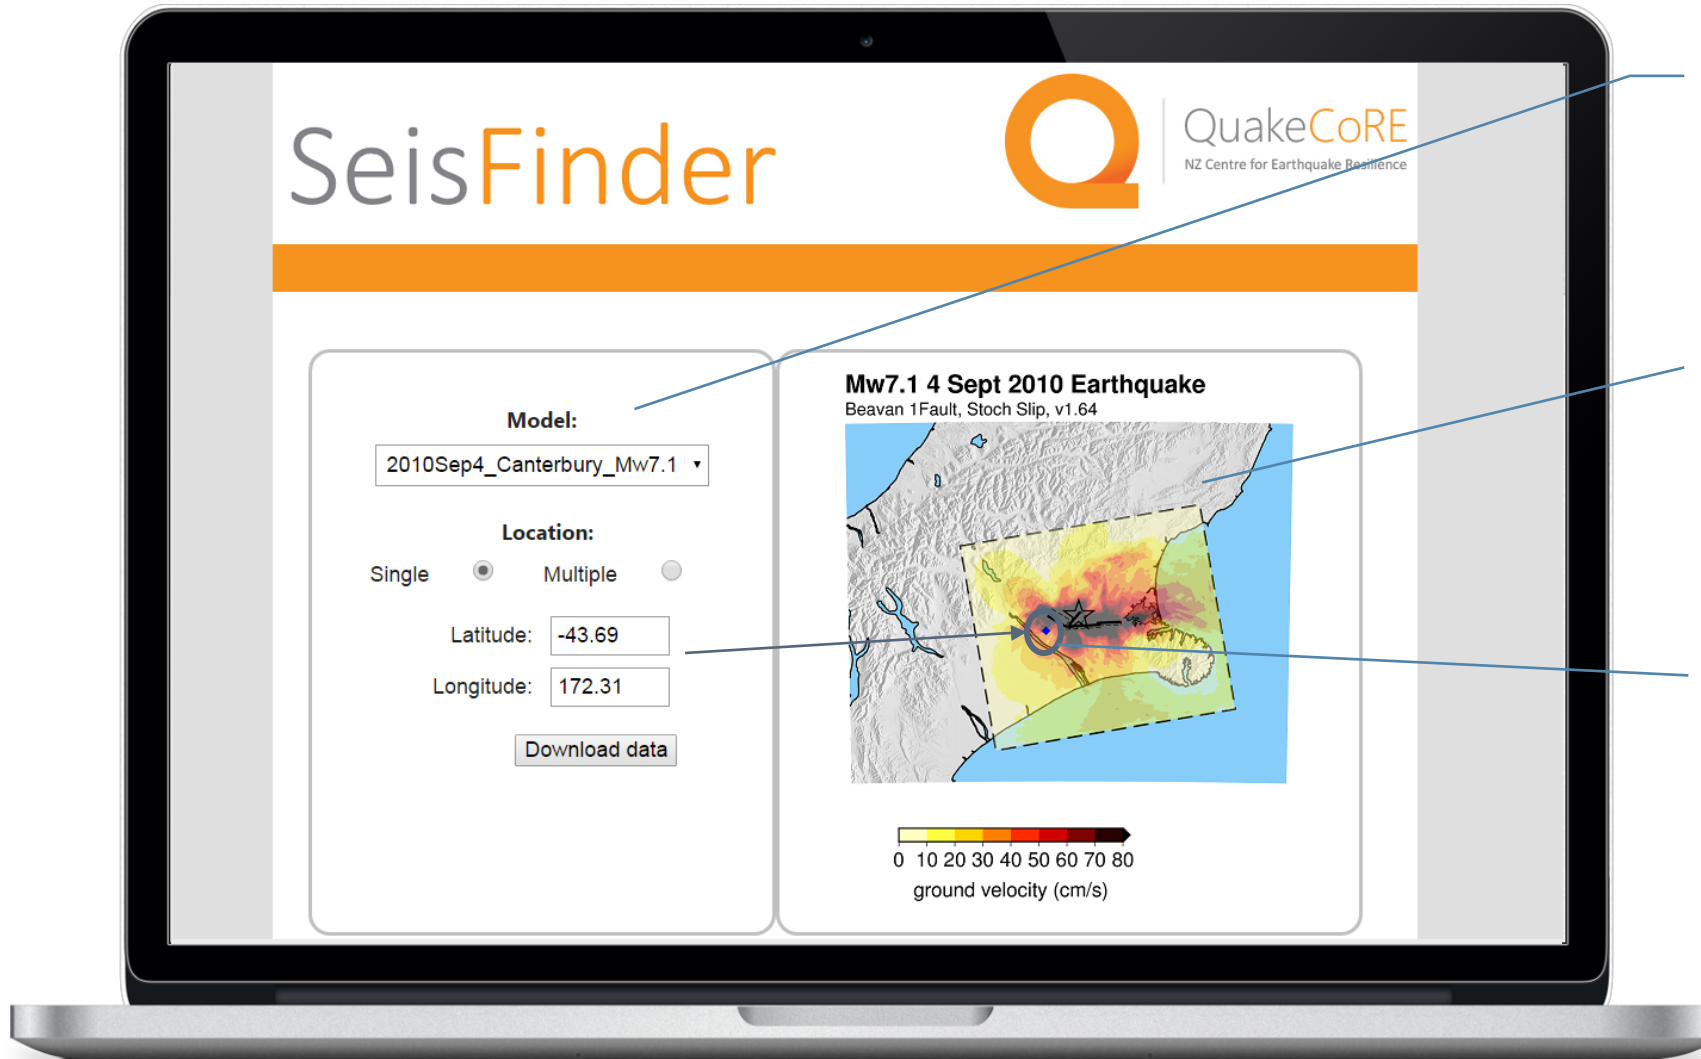 SeisFinder
QuakeCoRE
NZ Centre for Earthquake Resilience
Model:
2010Sep4_Canterbury_Mw7.1
Location:
Single
Multiple
Latitude:
-43.69
Longitude:
172.31
Download data
Mw7.1 4 Sept 2010 Earthquake
Beavan 1Fault, Stoch Slip, v1.64
0 10 20 30 40 50 60 70 80
ground velocity (cm/s)